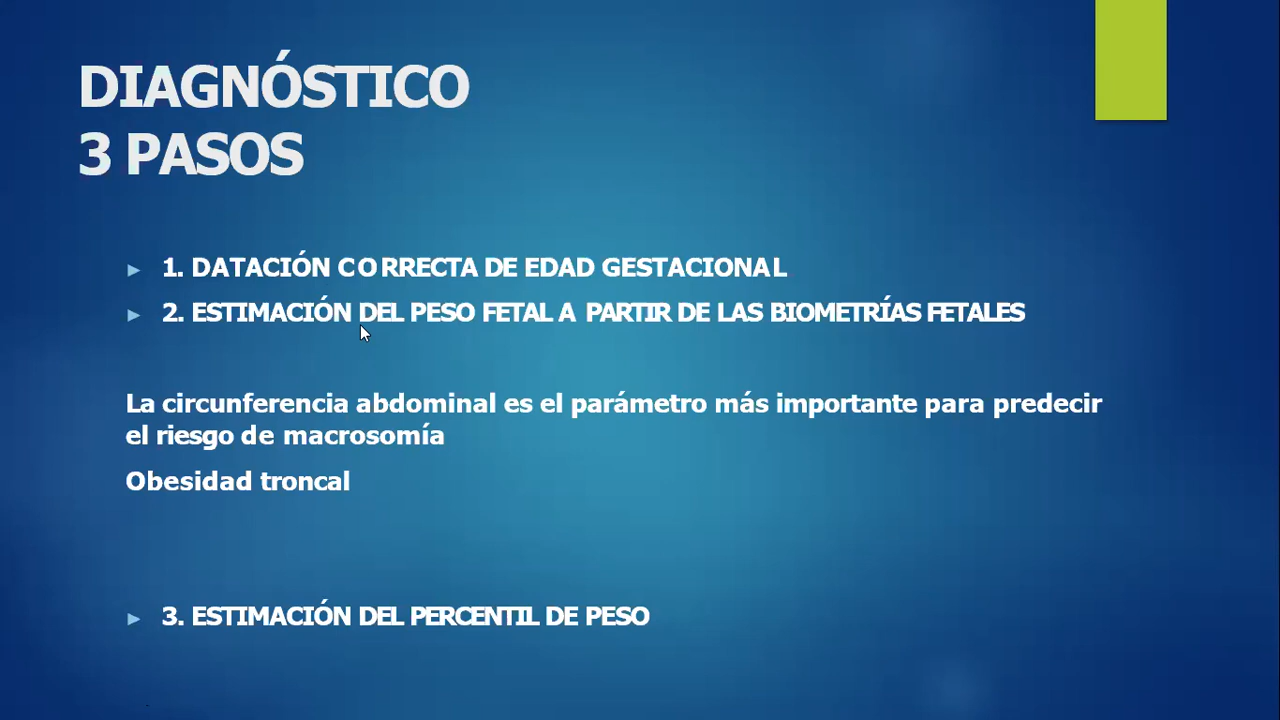 DIAGNÓSTICO
3 PASOS
1. DATACIÓN CORRECTA DE EDAD GESTACIONAL
2. ESTIMACIÓN DEL PESO FETAL A PARTIR DE LAS BIOMETRÍAS FETALES
La circunferencia abdominal es el parámetro más importante para predecir
el riesgo de macrosomía
Obesidad troncal
3. ESTIMACIÓN DEL PERCENTIL DE PESO